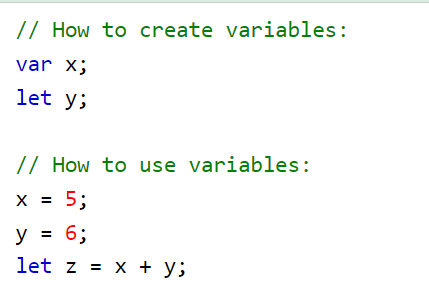 // How to create variables:
var x;
let y;

// How to use variables:
x = 5;
y = 6;
let z = x + y;